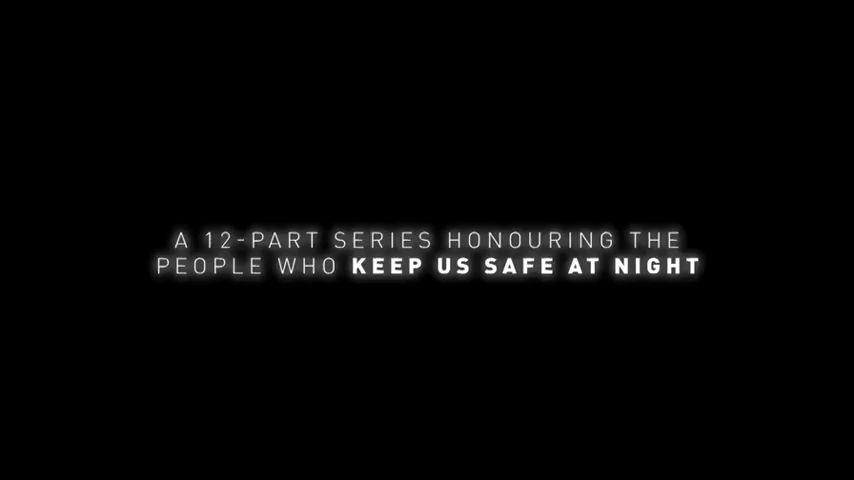 A 12-PART SERIES HONOURING THE
PEOPLE WHO KEEP US SAFE AT NIGHT